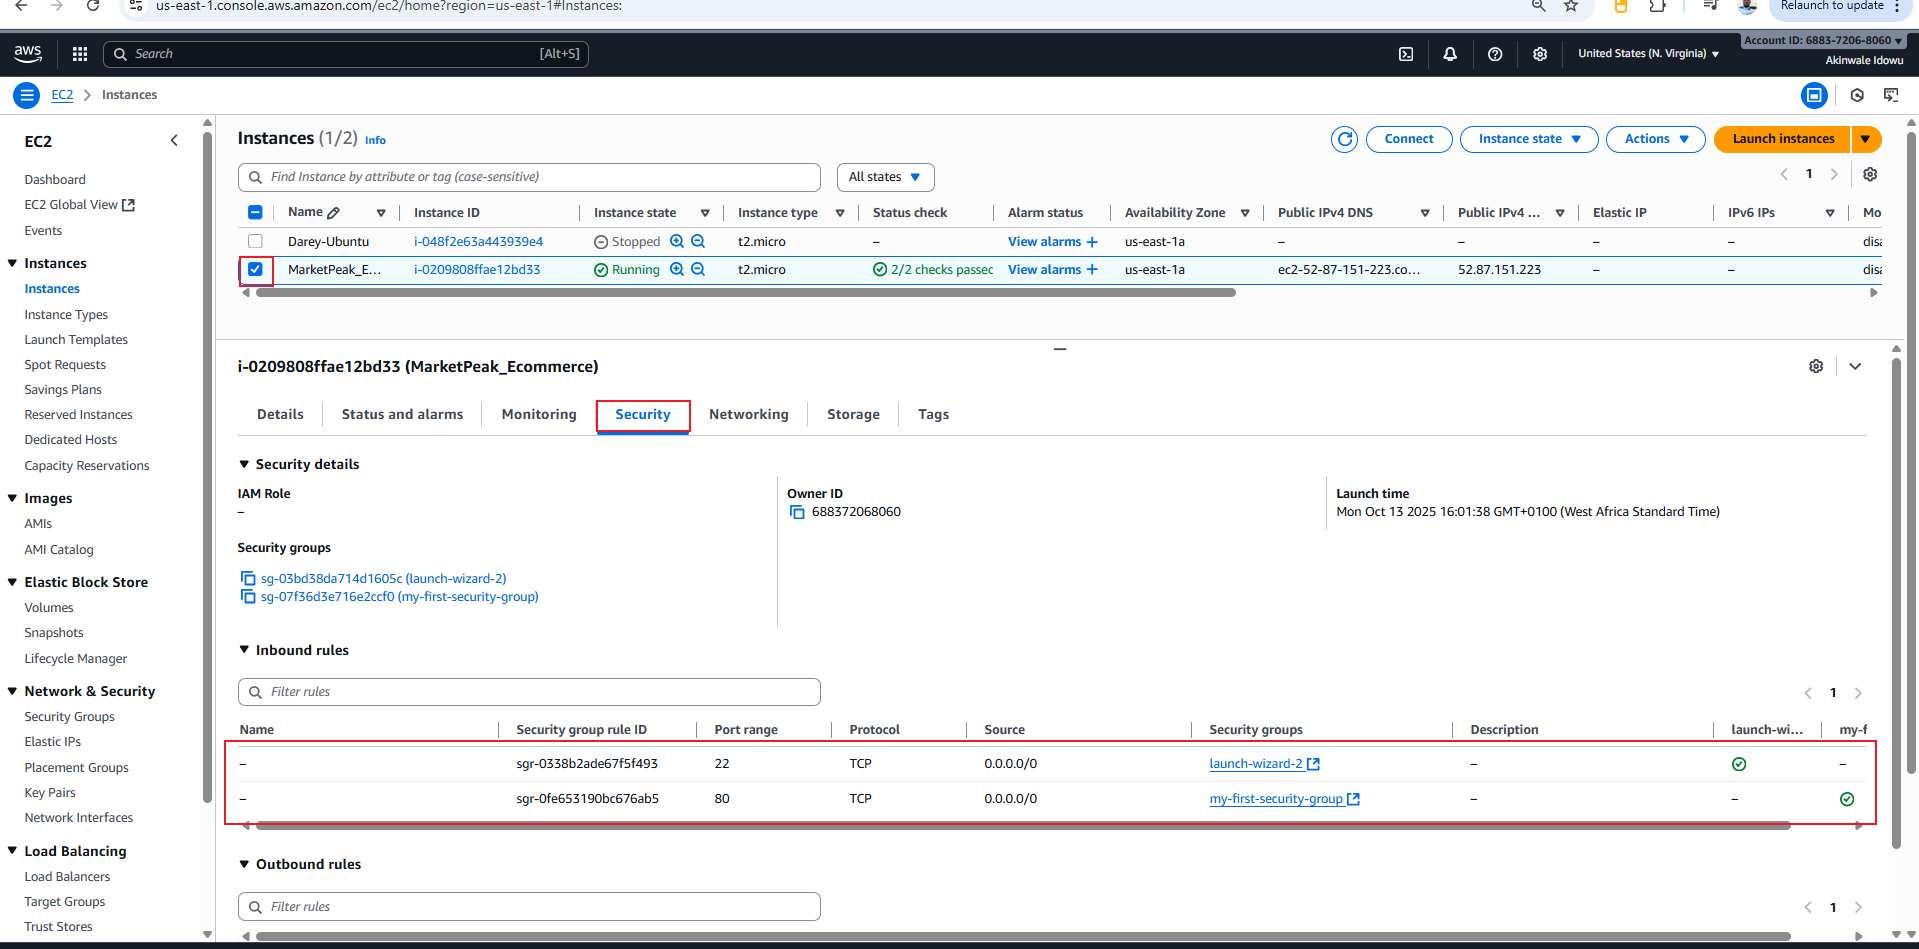 us-east-1.console.aws.amazon.com/ec2/home?region=us-east-1#Instances:
Relaunch to update
aws
Search
[Alt+S]
United States (N. Virginia)
Account ID: 6883-7206-8060
Akinwale Idowu
EC2
Instances
EC2
Dashboard
EC2 Global View
Events
Instances
Instances
Instance Types
Launch Templates
Spot Requests
Savings Plans
Reserved Instances
Dedicated Hosts
Capacity Reservations
Images
AMIs
AMI Catalog
Elastic Block Store
Volumes
Snapshots
Lifecycle Manager
Network & Security
Security Groups
Elastic IPs
Placement Groups
Key Pairs
Network Interfaces
Load Balancing
Load Balancers
Target Groups
Trust Stores
Instances (1/2) Info
Connect
Instance state
Actions
Launch instances
Find Instance by attribute or tag (case-sensitive)
All states
1
Name Instance ID Instance state Instance type Status check Alarm status Availability Zone Public IPv4 DNS Public IPv4 ... Elastic IP IPv6 IPs Mo
Darey-Ubuntu i-048f2e63a443939e4 Stopped t2.micro – View alarms + us-east-1a – – – – disa
MarketPeak_E... i-0209808ffae12bd33 Running t2.micro 2/2 checks passec View alarms + us-east-1a ec2-52-87-151-223.co... 52.87.151.223 – – disa
i-0209808ffae12bd33 (MarketPeak_Ecommerce)
Details Status and alarms Monitoring Security Networking Storage Tags
Security details
IAM Role
–
Owner ID
688372068060
Launch time
Mon Oct 13 2025 16:01:38 GMT+0100 (West Africa Standard Time)
Security groups
sg-03bd38da714d1605c (launch-wizard-2)
sg-07f36d3e716e2ccf0 (my-first-security-group)
Inbound rules
Filter rules
1
Name Security group rule ID Port range Protocol Source Security groups Description launch-wi... my-f
– sgr-0338b2ade67f5f493 22 TCP 0.0.0.0/0 launch-wizard-2 – –
– sgr-0fe653190bc676ab5 80 TCP 0.0.0.0/0 my-first-security-group – –
Outbound rules
Filter rules
1